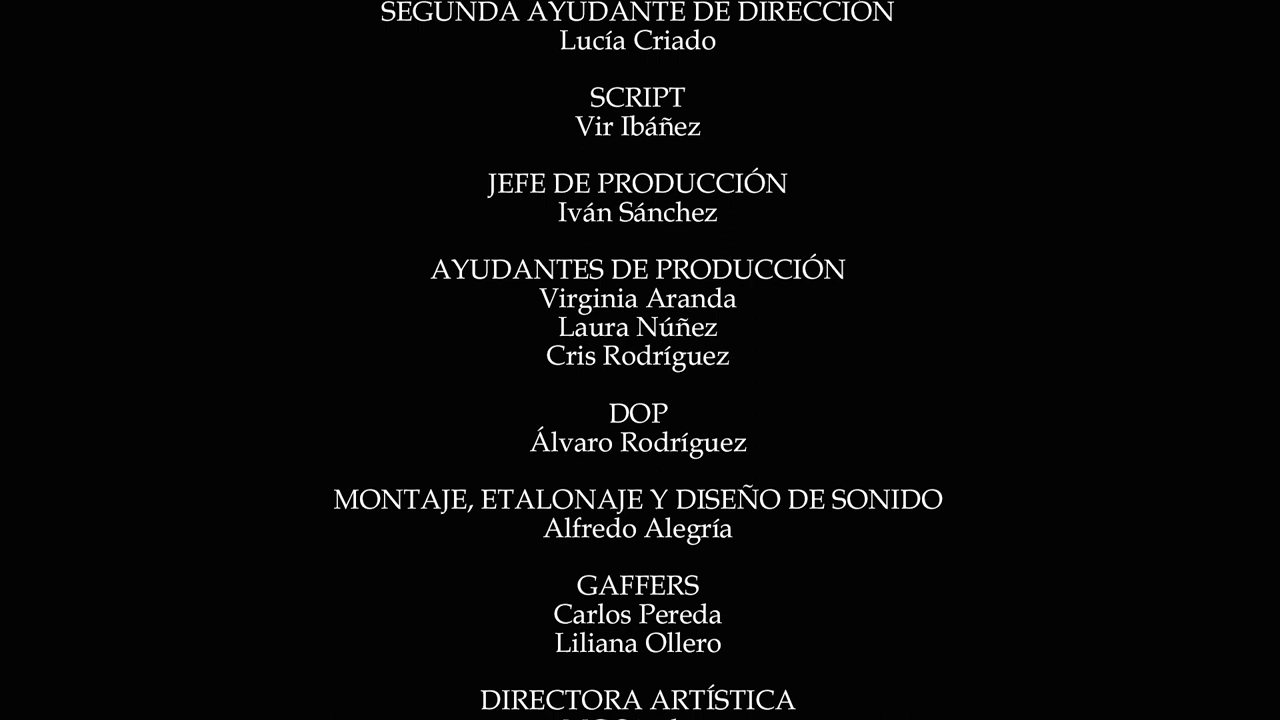 SEGUNDA AYUDANTE DE DIRECCIÓN
Lucía Criado
SCRIPT
Vir Ibáñez
JEFE DE PRODUCCIÓN
Iván Sánchez
AYUDANTES DE PRODUCCIÓN
Virginia Aranda
Laura Núñez
Cris Rodríguez
DOP
Álvaro Rodríguez
MONTAJE, ETALONAJE Y DISEÑO DE SONIDO
Alfredo Alegría
GAFFERS
Carlos Pereda
Liliana Ollero
DIRECTORA ARTÍSTICA